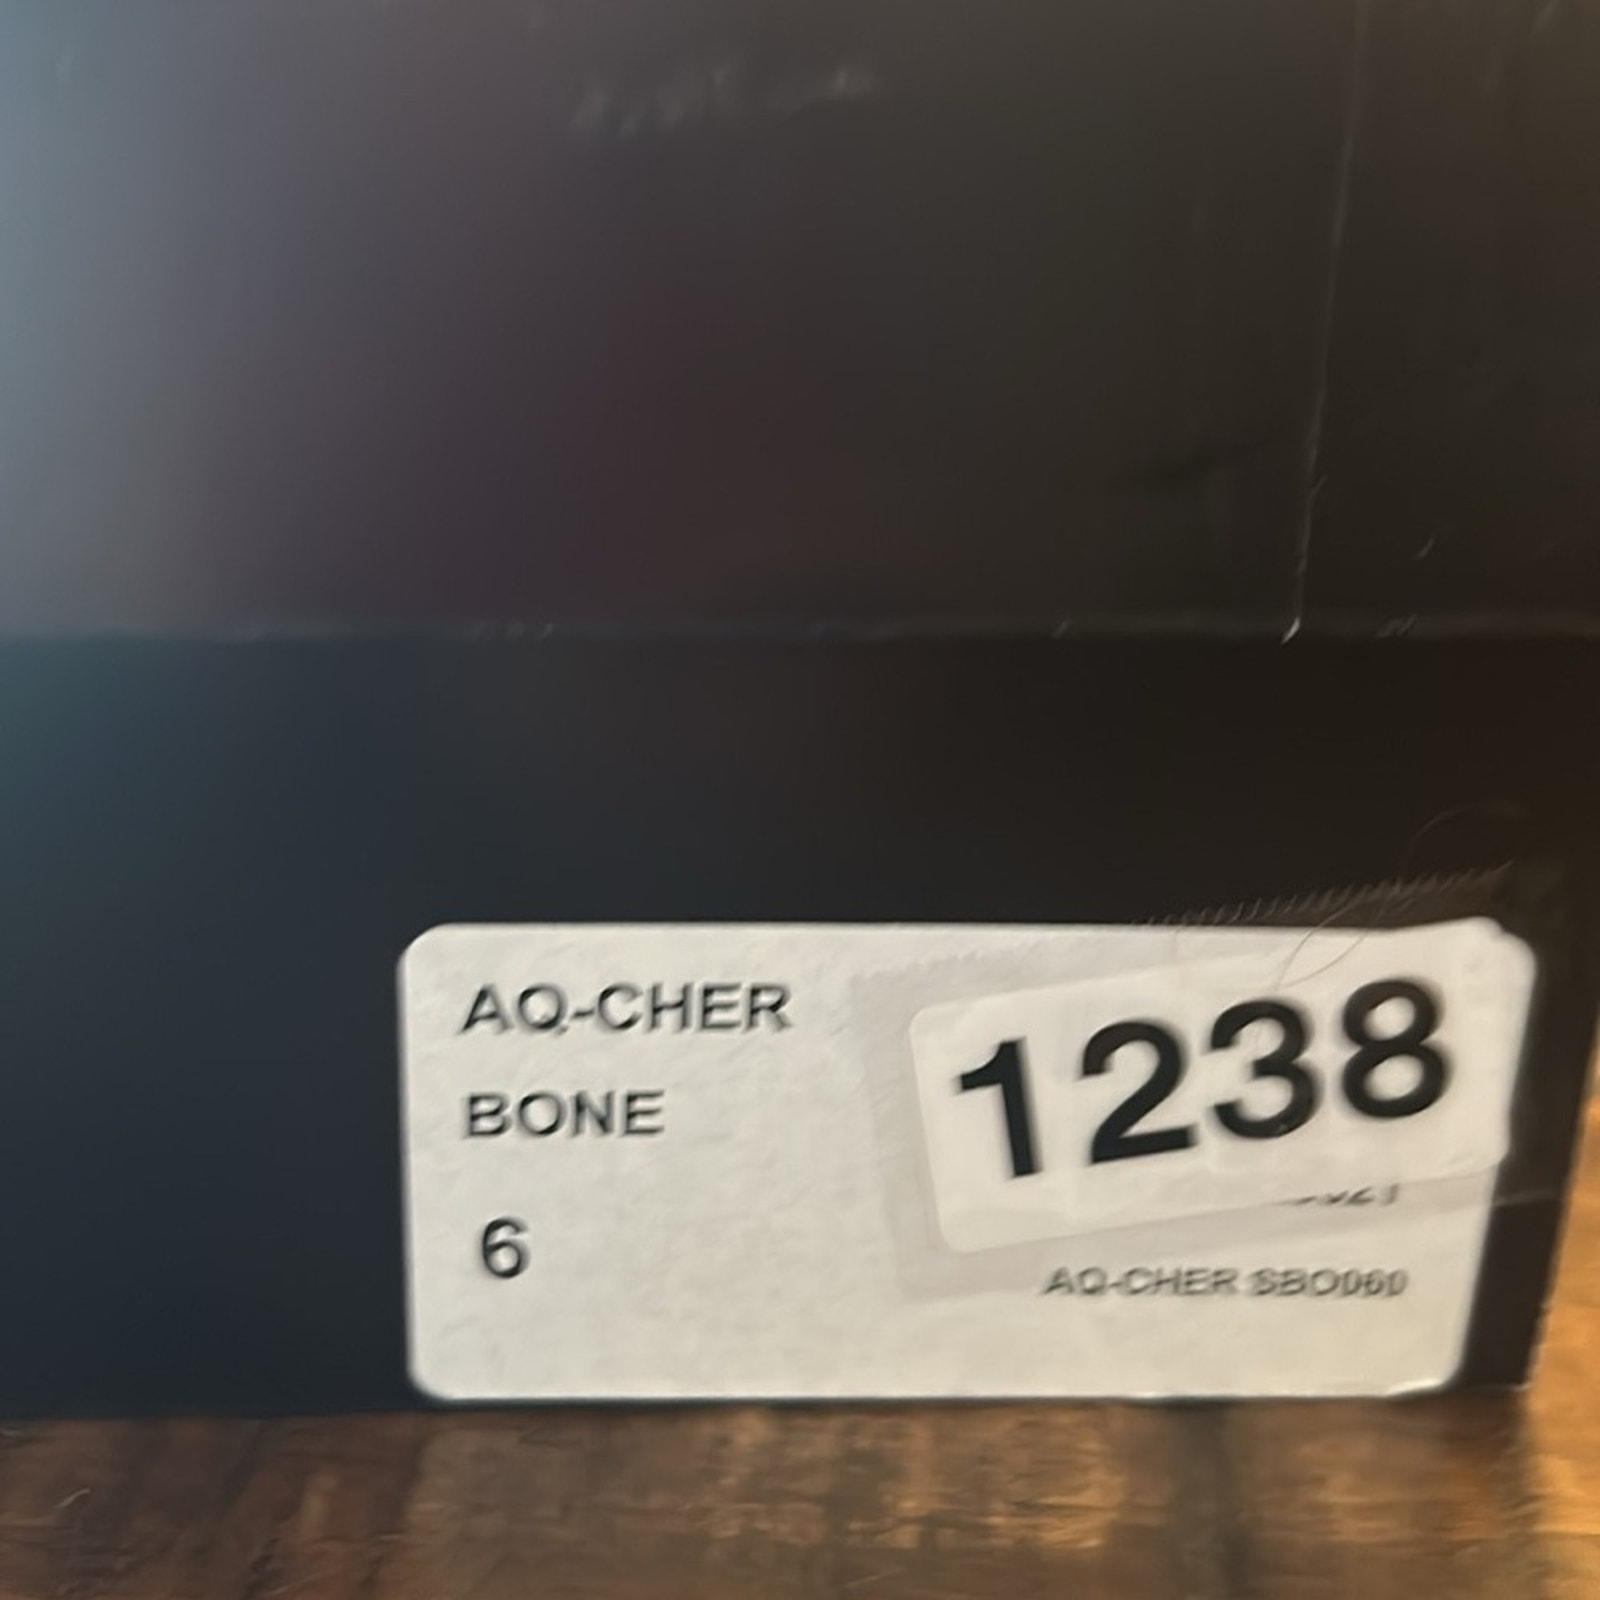 AQ-CHER
BONE
6
1238
AQ-CHER SBO060